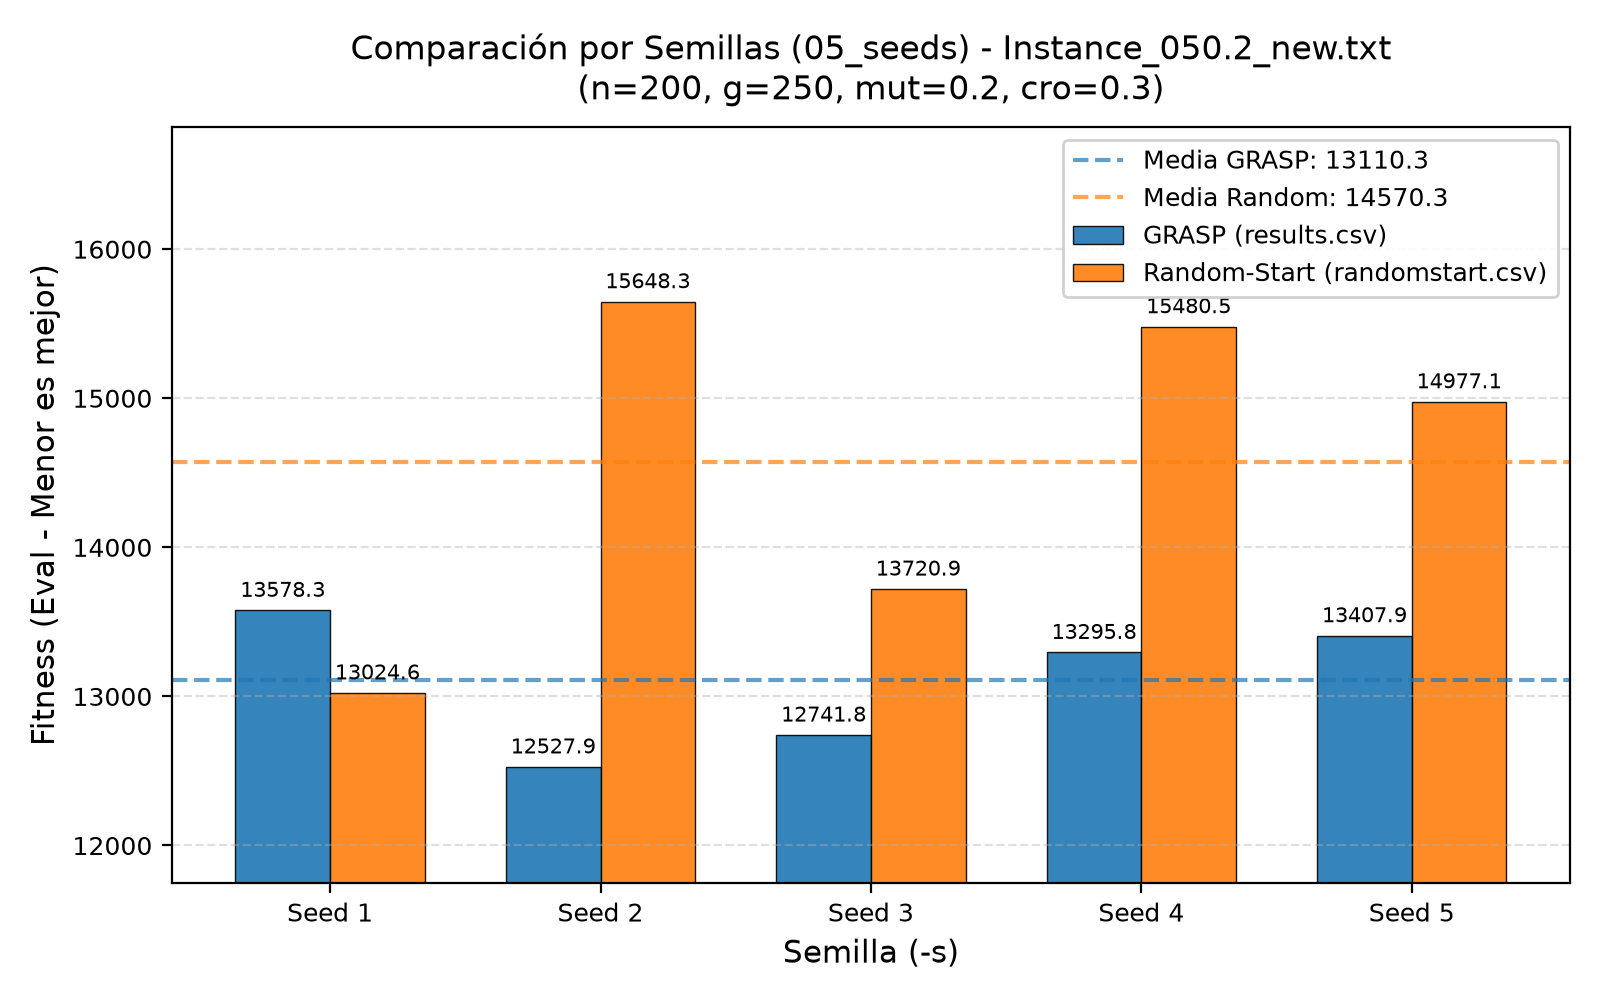 Comparación por Semillas (05_seeds) - Instance_050.2_new.txt
(n=200, g=250, mut=0.2, cro=0.3)
Media GRASP: 13110.3
Media Random: 14570.3
GRASP (results.csv)
Random-Start (randomstart.csv)
Fitness (Eval - Menor es mejor)
16000
15000
14000
13000
12000
13578.3
13024.6
12527.9
15648.3
12741.8
13720.9
13295.8
15480.5
13407.9
14977.1
Seed 1
Seed 2
Seed 3
Seed 4
Seed 5
Semilla (-s)